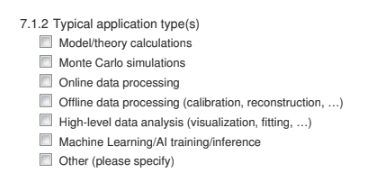 7.1.2 Typical application type(s)
Model/theory calculations
Monte Carlo simulations
Online data processing
Offline data processing (calibration, reconstruction, ...)
High-level data analysis (visualization, fitting, ...)
Machine Learning/AI training/inference
Other (please specify)